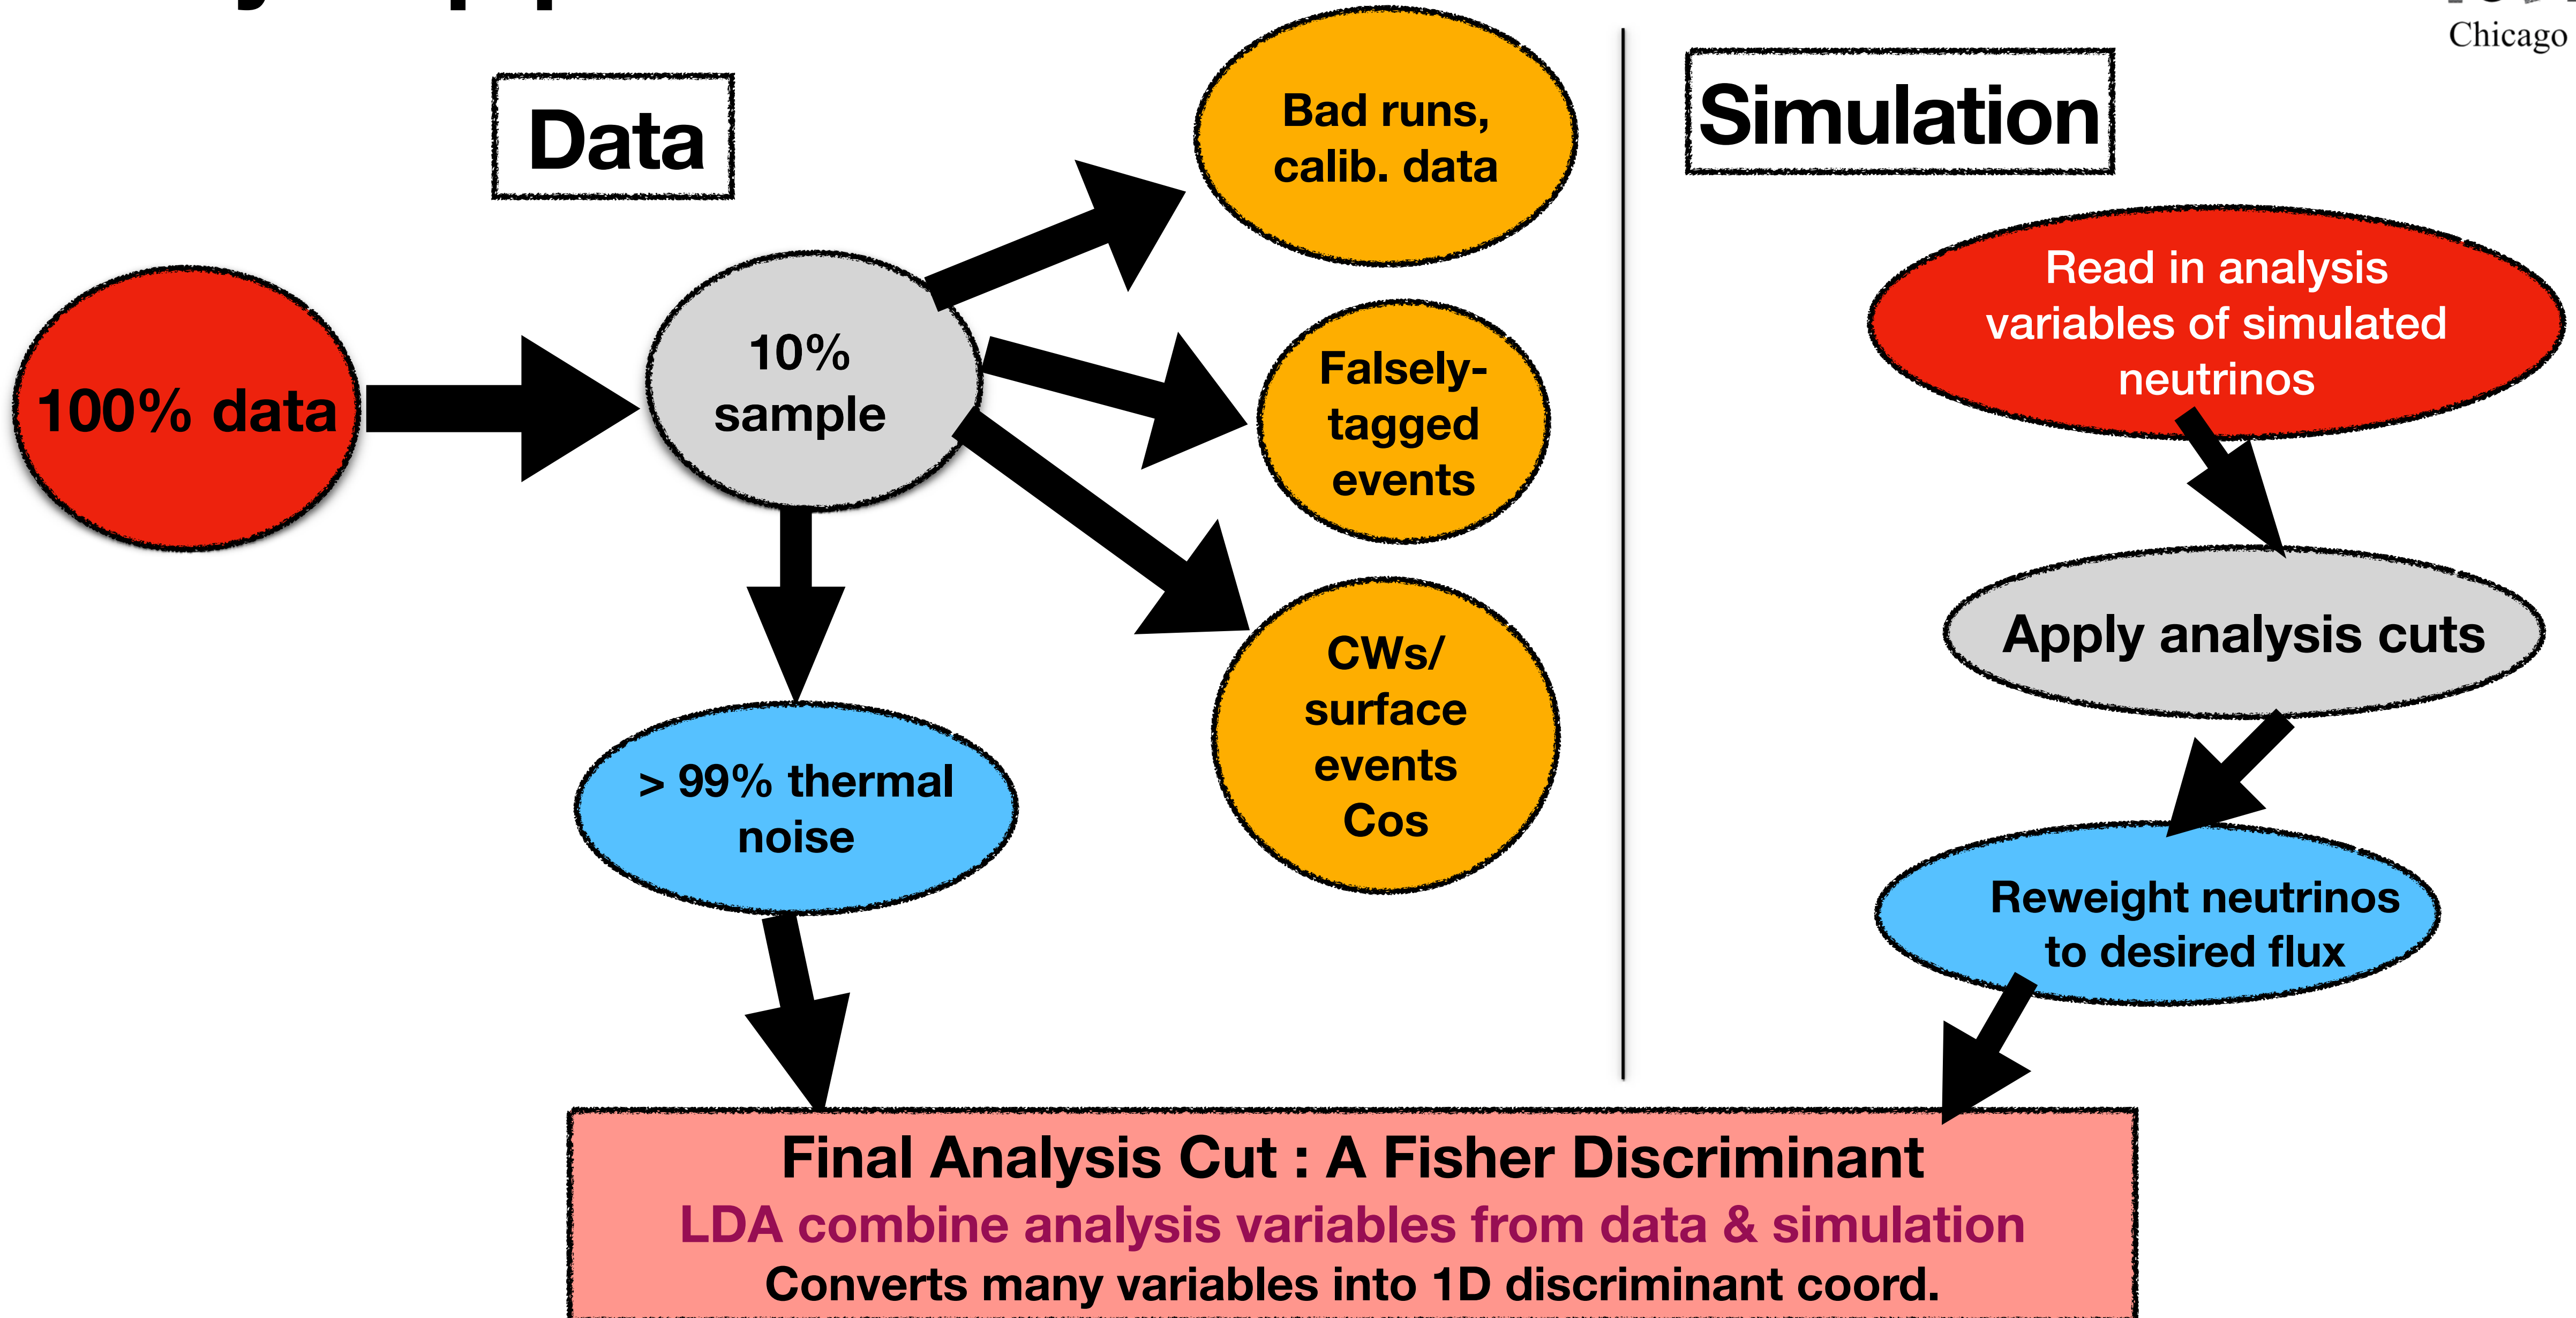 Chicago
Data
Simulation
100% data
10%
sample
Bad runs,
calib. data
Falsely-
tagged
events
CWs/
surface
events
Cos
> 99% thermal
noise
Read in analysis
variables of simulated
neutrinos
Apply analysis cuts
Reweight neutrinos
to desired flux
Final Analysis Cut : A Fisher Discriminant
LDA combine analysis variables from data & simulation
Converts many variables into 1D discriminant coord.